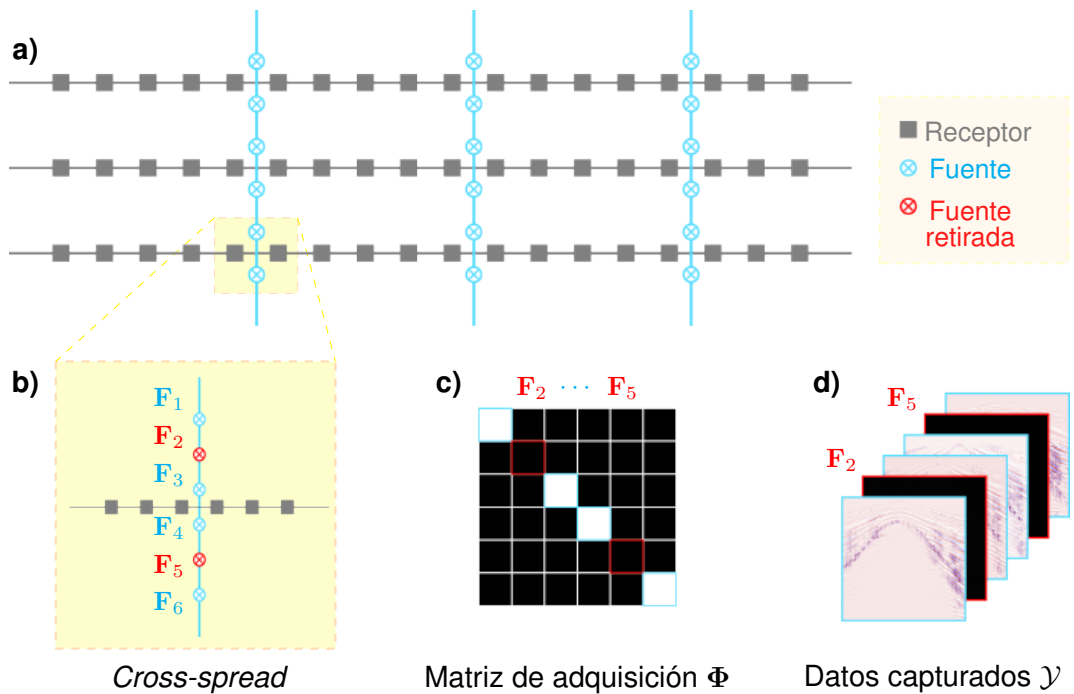 a)
Receptor
Fuente
Fuente
retirada
b)
F₁
F₂
F₃
F₄
F₅
F₆
Cross-spread
c)
F₂ ··· F₅
Matriz de adquisición Φ
d)
F₅
F₂
Datos capturados 𝒴